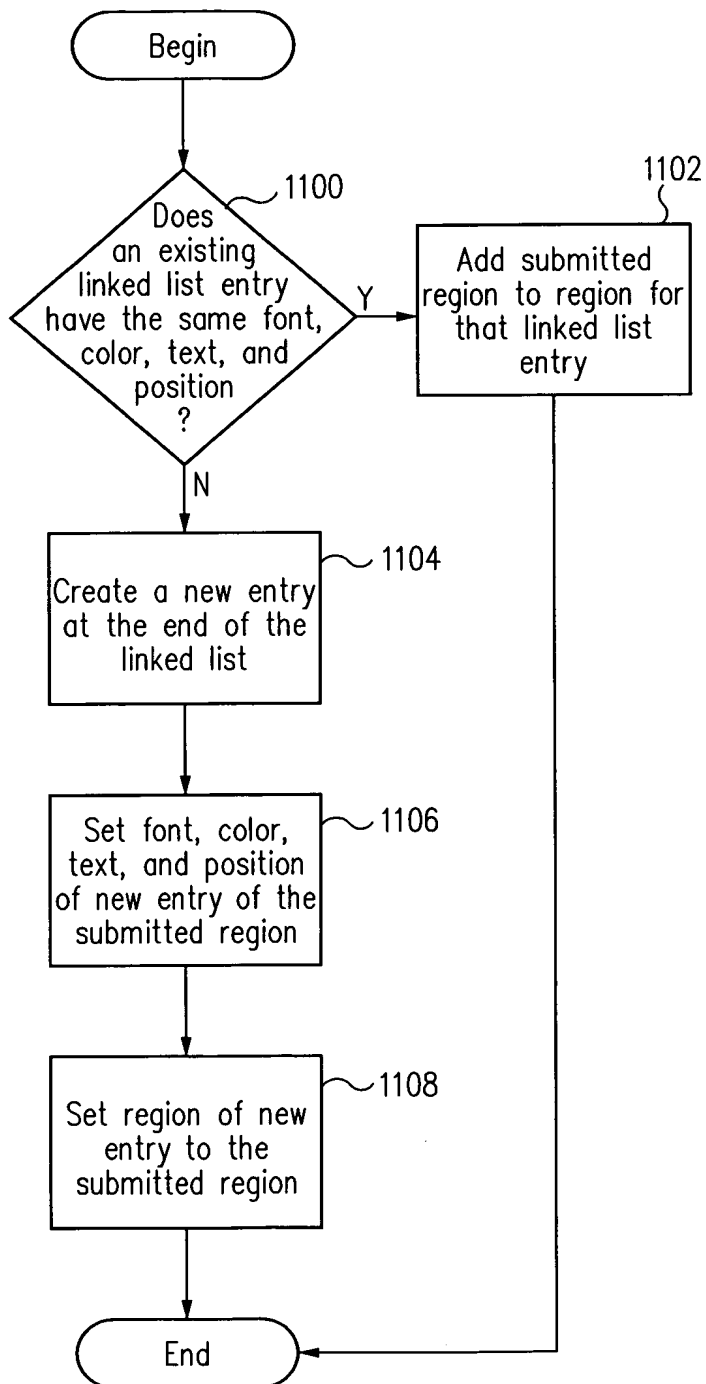 Begin
1100
Does
an existing
linked list entry
have the same font,
color, text, and
position
?
Y
1102
Add submitted
region to region for
that linked list
entry
N
1104
Create a new entry
at the end of the
linked list
1106
Set font, color,
text, and position
of new entry of the
submitted region
1108
Set region of new
entry to the
submitted region
End